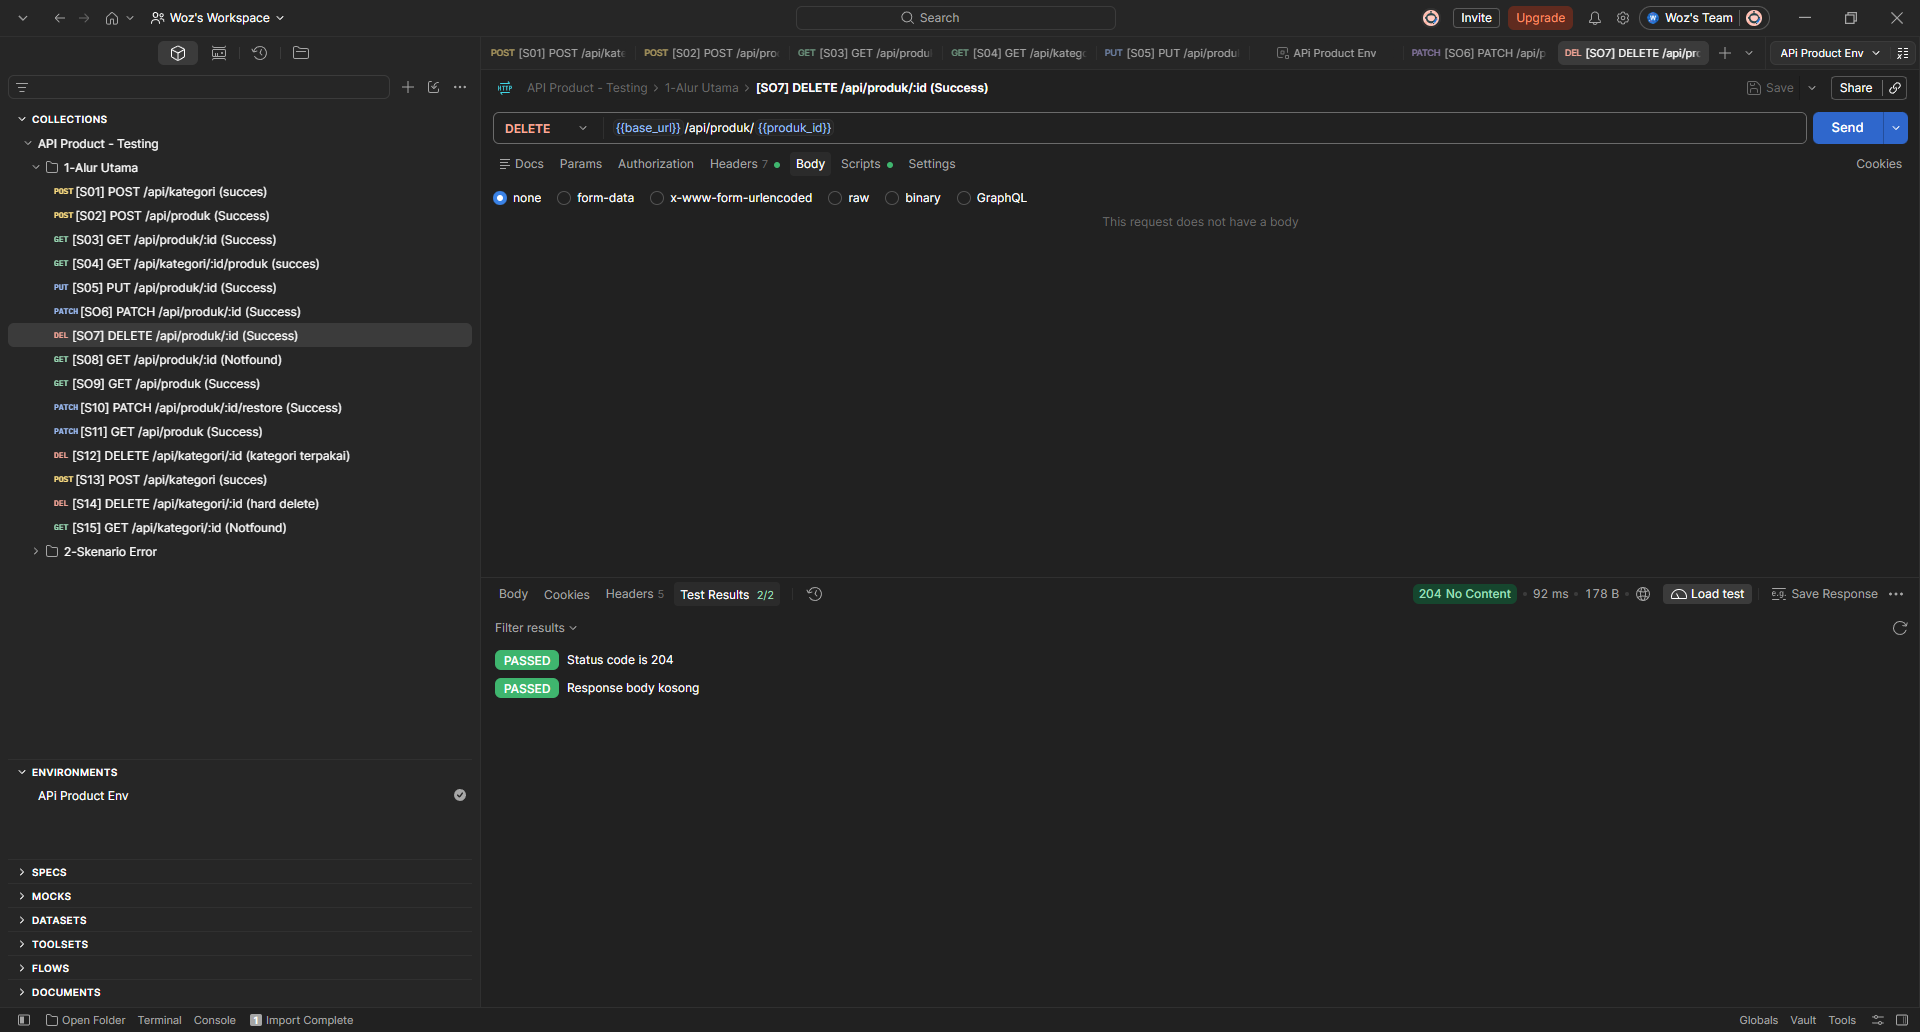 Woz's Workspace
Search
Invite
Upgrade
Woz's Team
POST [S01] POST /api/kate
POST [S02] POST /api/pro
GET [S03] GET /api/produ
GET [S04] GET /api/kateg
PUT [S05] PUT /api/produ
APi Product Env
PATCH [SO6] PATCH /api/p
DEL [SO7] DELETE /api/pr
APi Product Env
COLLECTIONS
API Product - Testing
1-Alur Utama
POST [S01] POST /api/kategori (succes)
POST [S02] POST /api/produk (Success)
GET [S03] GET /api/produk/:id (Success)
GET [S04] GET /api/kategori/:id/produk (succes)
PUT [S05] PUT /api/produk/:id (Success)
PATCH [SO6] PATCH /api/produk/:id (Success)
DEL [SO7] DELETE /api/produk/:id (Success)
GET [S08] GET /api/produk/:id (Notfound)
GET [SO9] GET /api/produk (Success)
PATCH [S10] PATCH /api/produk/:id/restore (Success)
PATCH [S11] GET /api/produk (Success)
DEL [S12] DELETE /api/kategori/:id (kategori terpakai)
POST [S13] POST /api/kategori (succes)
DEL [S14] DELETE /api/kategori/:id (hard delete)
GET [S15] GET /api/kategori/:id (Notfound)
2-Skenario Error
ENVIRONMENTS
APi Product Env
SPECS
MOCKS
DATASETS
TOOLSETS
FLOWS
DOCUMENTS
HTTP API Product - Testing > 1-Alur Utama > [SO7] DELETE /api/produk/:id (Success)
Save
Share
DELETE {{base_url}} /api/produk/ {{produk_id}}
Send
Docs Params Authorization Headers 7 Body Scripts Settings
Cookies
none form-data x-www-form-urlencoded raw binary GraphQL
This request does not have a body
Body Cookies Headers 5 Test Results 2/2
204 No Content 92 ms 178 B Load test e.g. Save Response
Filter results
PASSED Status code is 204
PASSED Response body kosong
Open Folder Terminal Console 1 Import Complete
Globals Vault Tools